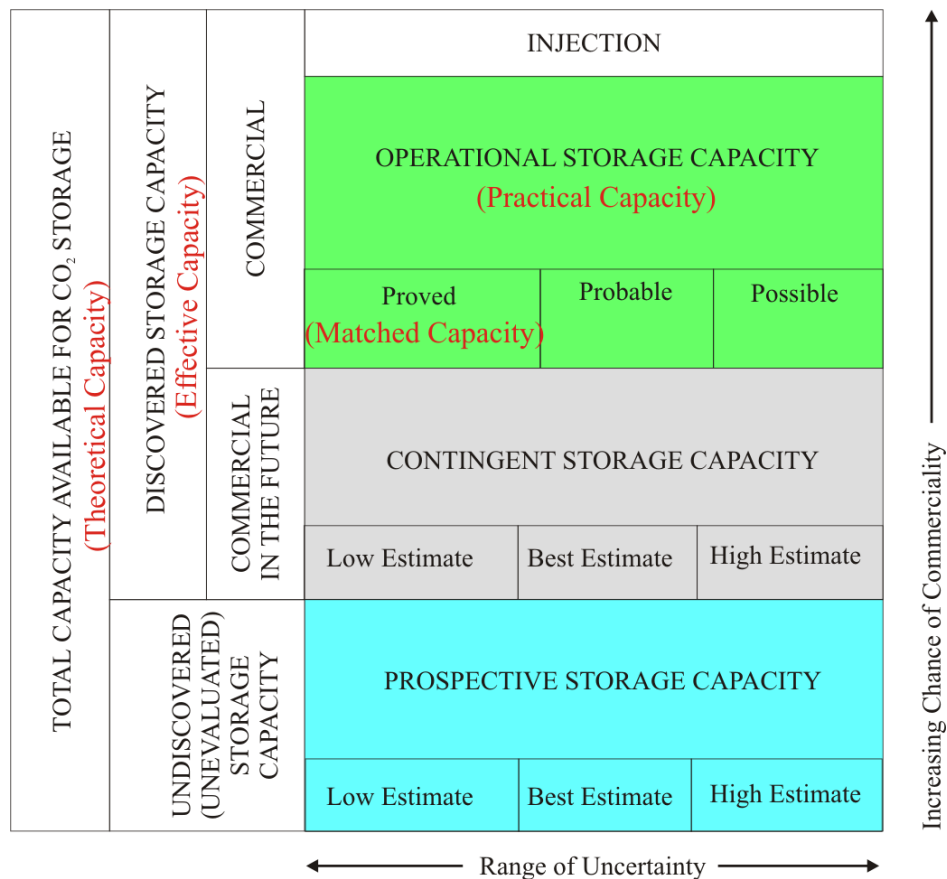 TOTAL CAPACITY AVAILABLE FOR CO₂ STORAGE
(Theoretical Capacity)
DISCOVERED STORAGE CAPACITY
(Effective Capacity)
COMMERCIAL
INJECTION
OPERATIONAL STORAGE CAPACITY
(Practical Capacity)
Proved
(Matched Capacity)
Probable
Possible
COMMERCIAL
IN THE FUTURE
CONTINGENT STORAGE CAPACITY
Low Estimate
Best Estimate
High Estimate
UNDISCOVERED
(UNEVALUATED)
STORAGE
CAPACITY
PROSPECTIVE STORAGE CAPACITY
Low Estimate
Best Estimate
High Estimate
Increasing Chance of Commerciality
Range of Uncertainty